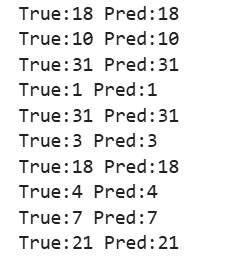 True:18 Pred:18
True:10 Pred:10
True:31 Pred:31
True:1 Pred:1
True:31 Pred:31
True:3 Pred:3
True:18 Pred:18
True:4 Pred:4
True:7 Pred:7
True:21 Pred:21